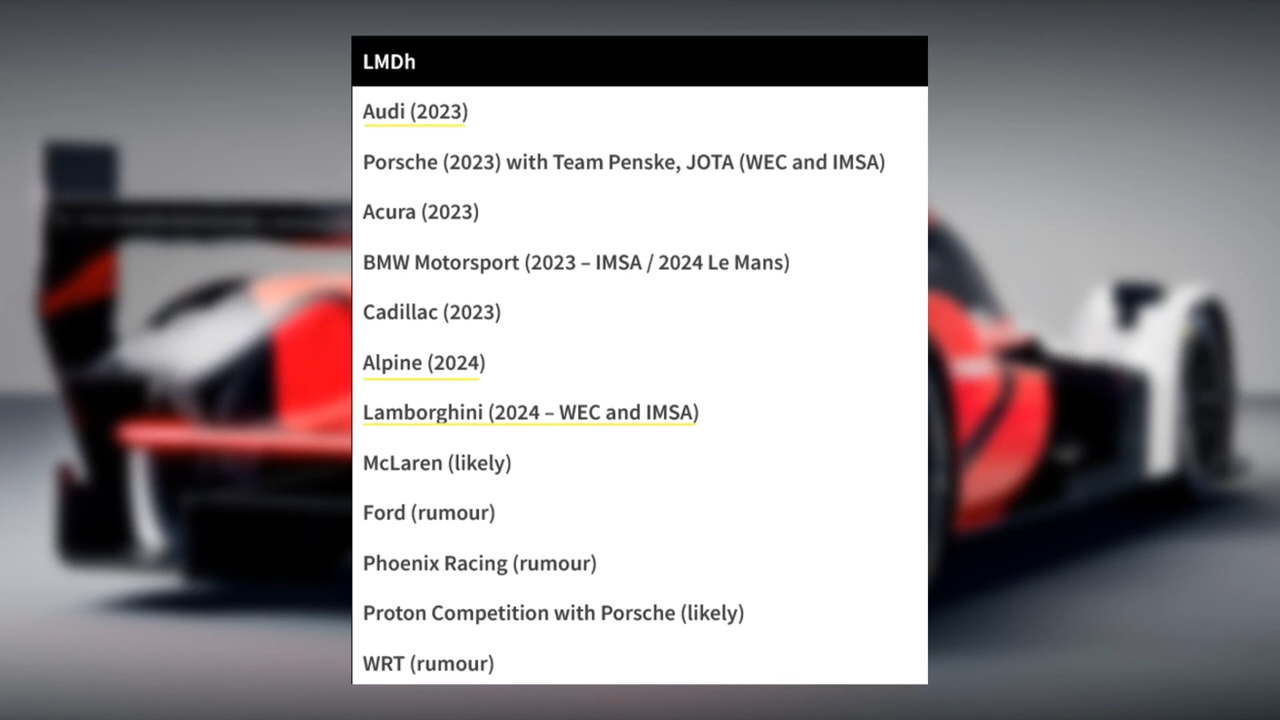 LMDh
Audi (2023)
Porsche (2023) with Team Penske, JOTA (WEC and IMSA)
Acura (2023)
BMW Motorsport (2023 – IMSA / 2024 Le Mans)
Cadillac (2023)
Alpine (2024)
Lamborghini (2024 – WEC and IMSA)
McLaren (likely)
Ford (rumour)
Phoenix Racing (rumour)
Proton Competition with Porsche (likely)
WRT (rumour)